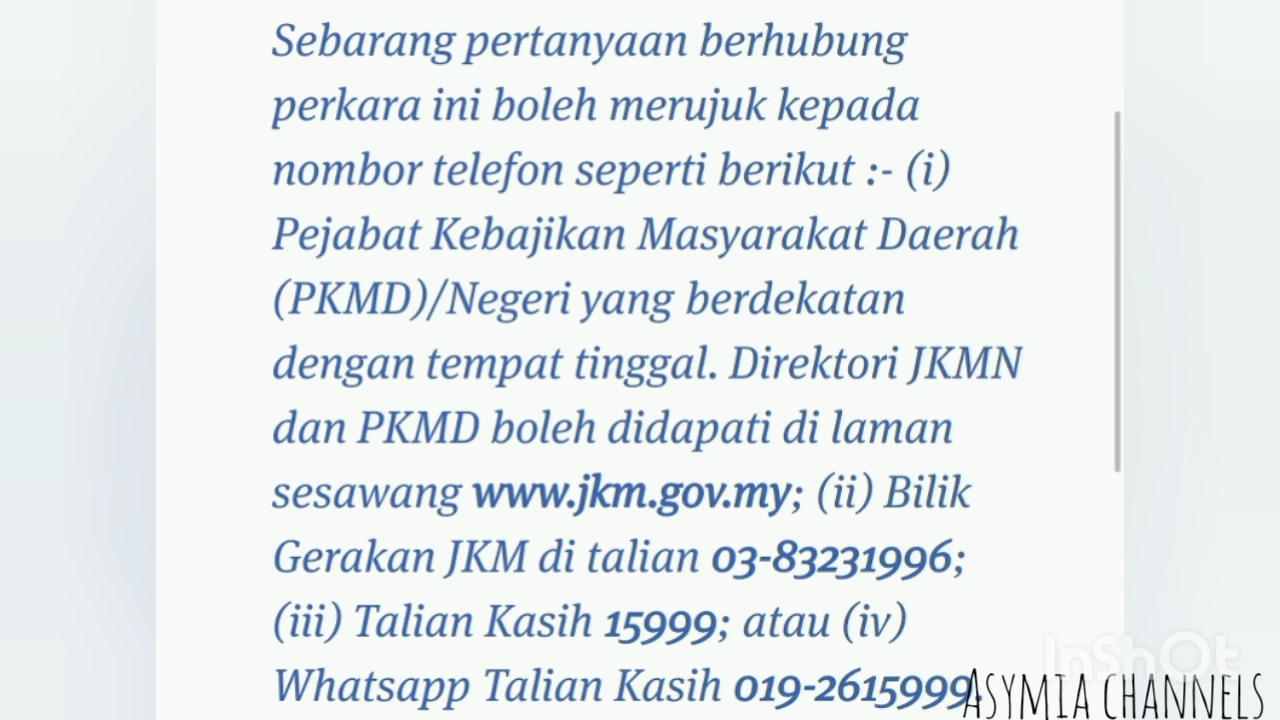 Sebarang pertanyaan berhubung
perkara ini boleh merujuk kepada
nombor telefon seperti berikut :- (i)
Pejabat Kebajikan Masyarakat Daerah
(PKMD)/Negeri yang berdekatan
dengan tempat tinggal. Direktori JKMN
dan PKMD boleh didapati di laman
sesawang www.jkm.gov.my; (ii) Bilik
Gerakan JKM di talian 03-83231996;
(iii) Talian Kasih 15999; atau (iv)
Whatsapp Talian Kasih 019-2615999.
InShOt
ASYMIA CHANNELS